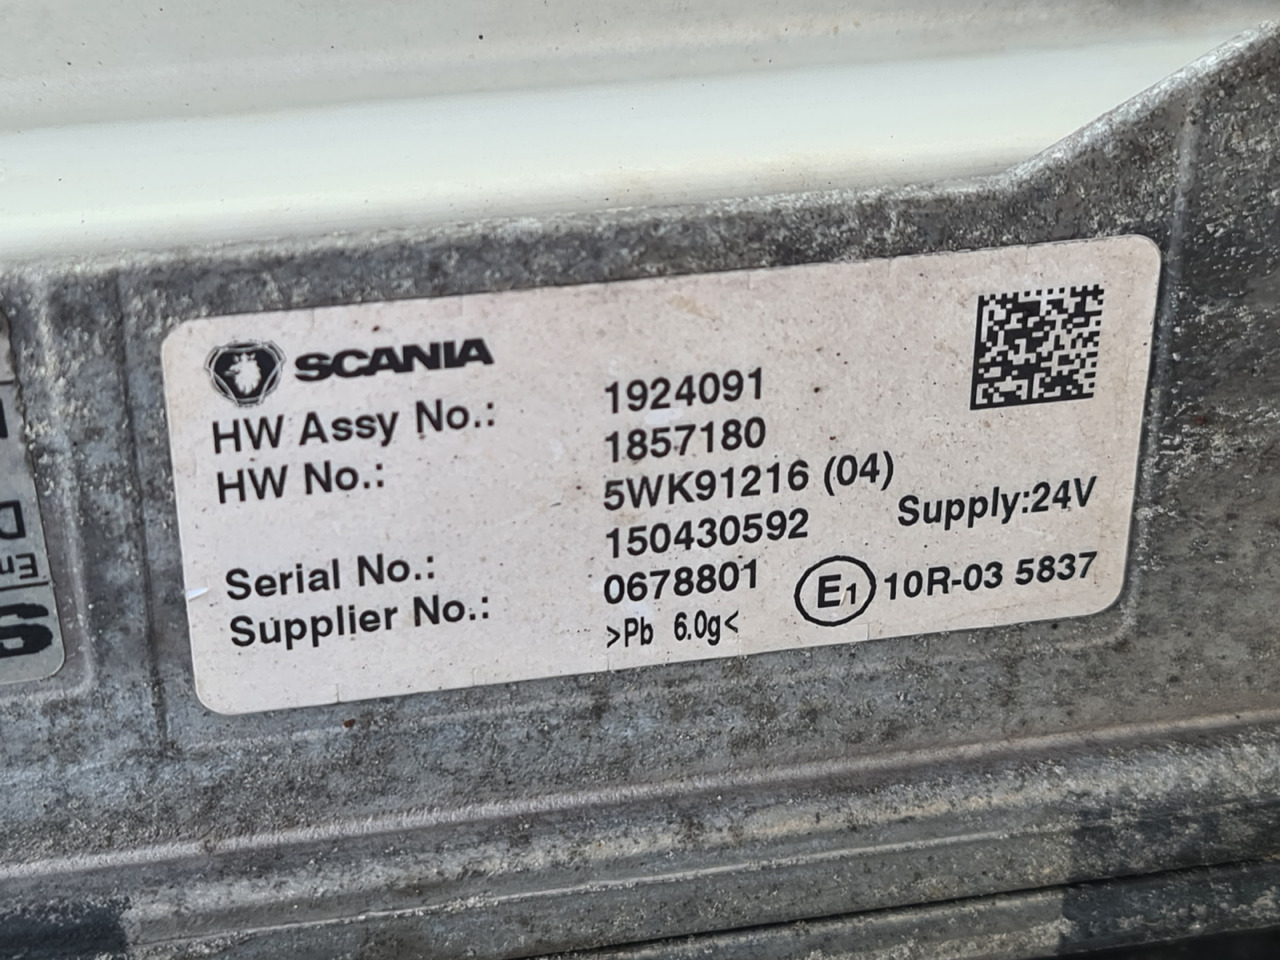 SCANIA
HW Assy No.: 1924091
HW No.: 1857180
5WK91216 (04)
Serial No.: 150430592 Supply:24V
Supplier No.: 0678801 E1 10R-03 5837
>Pb 6.0g<
D
En
S